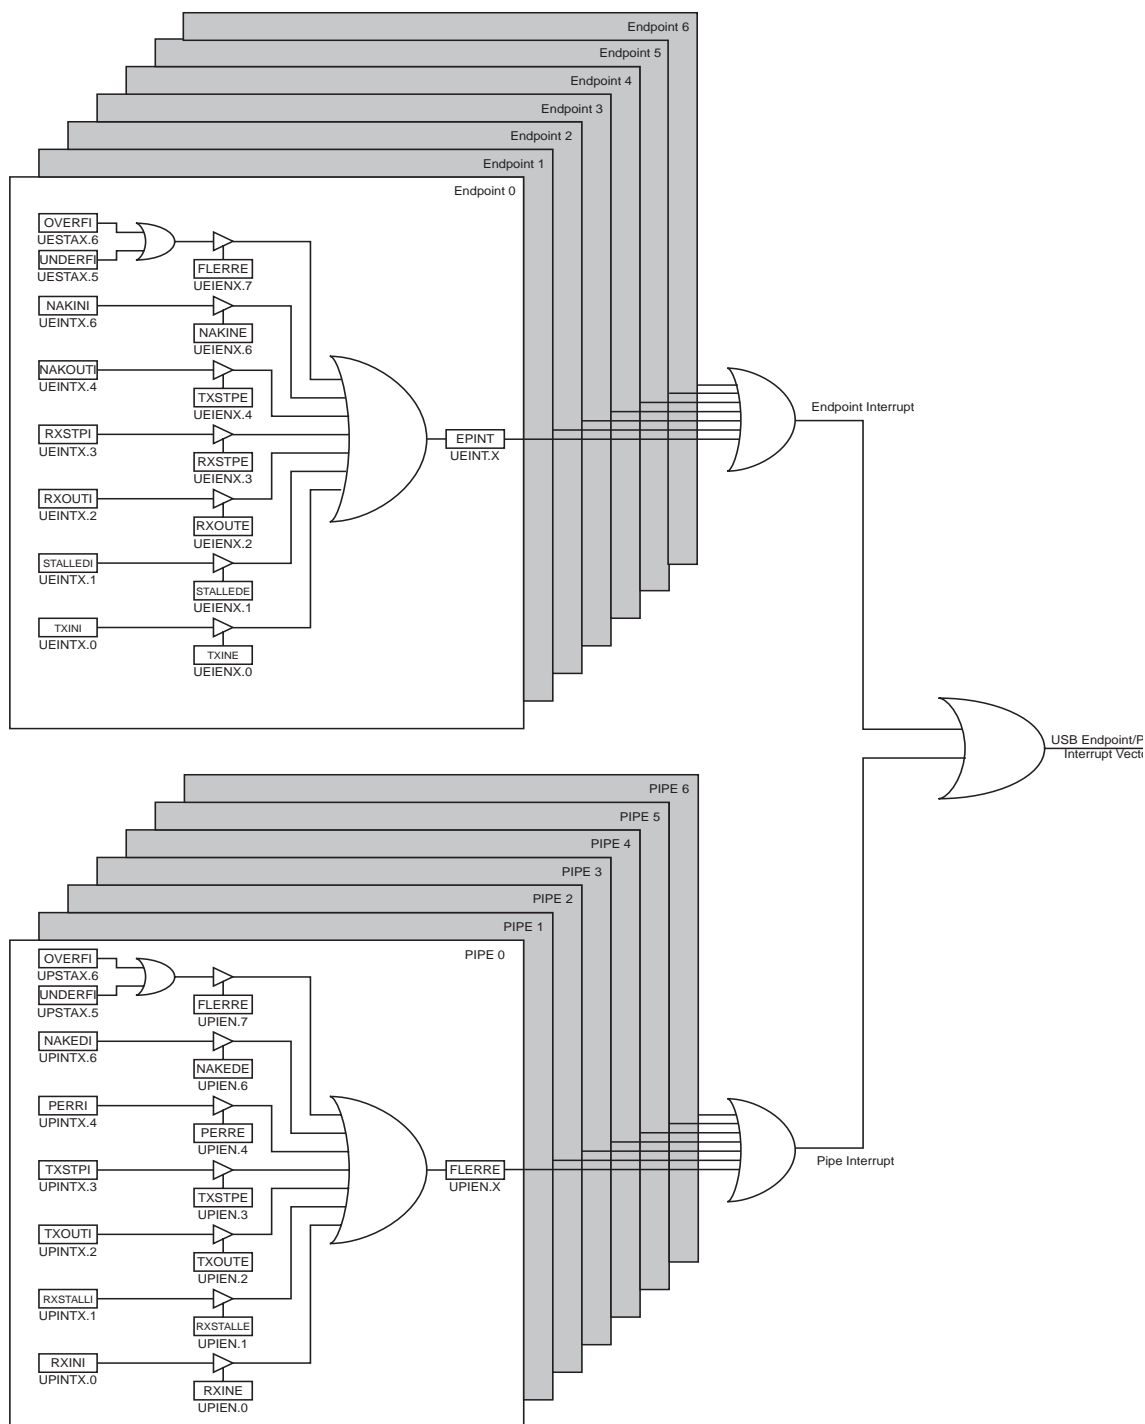 Endpoint 6
Endpoint 5
Endpoint 4
Endpoint 3
Endpoint 2
Endpoint 1
Endpoint 0
OVERFI
UESTAX.6
UNDERFI
UESTAX.5
FLERRE
UEIENX.7
NAKINI
UEINTX.6
NAKINE
UEIENX.6
NAKOUTI
UEINTX.4
TXSTPE
UEIENX.4
RXSTPI
UEINTX.3
RXSTPE
UEIENX.3
RXOUTI
UEINTX.2
RXOUTE
UEIENX.2
STALLEDI
UEINTX.1
STALLEDE
UEIENX.1
TXINI
UEINTX.0
TXINE
UEIENX.0
EPINT
UEINT.X
Endpoint Interrupt
USB Endpoint/P
Interrupt Vecto
PIPE 6
PIPE 5
PIPE 4
PIPE 3
PIPE 2
PIPE 1
PIPE 0
OVERFI
UPSTAX.6
UNDERFI
UPSTAX.5
FLERRE
UPIEN.7
NAKEDI
UPINTX.6
NAKEDE
UPIEN.6
PERRI
UPINTX.4
PERRE
UPIEN.4
TXSTPI
UPINTX.3
TXSTPE
UPIEN.3
TXOUTI
UPINTX.2
TXOUTE
UPIEN.2
RXSTALLI
UPINTX.1
RXSTALLE
UPIEN.1
RXINI
UPINTX.0
RXINE
UPIEN.0
FLERRE
UPIEN.X
Pipe Interrupt